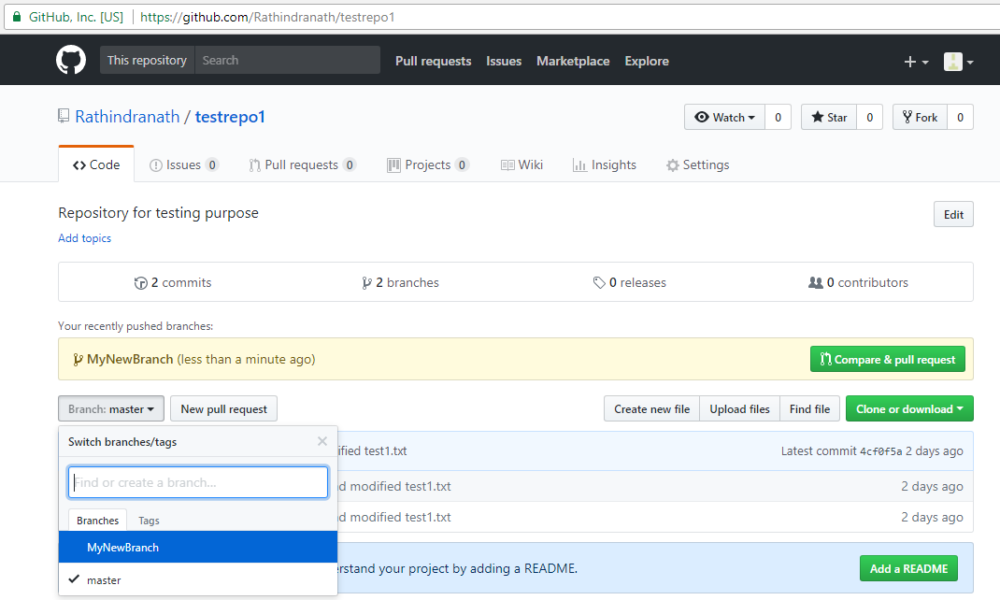 GitHub, Inc. [US] https://github.com/Rathindranath/testrepo1
This repository Search Pull requests Issues Marketplace Explore
Rathindranath / testrepo1 Watch 0 Star 0 Fork 0
Code Issues 0 Pull requests 0 Projects 0 Wiki Insights Settings
Repository for testing purpose Edit
Add topics
2 commits 2 branches 0 releases 0 contributors
Your recently pushed branches:
MyNewBranch (less than a minute ago) Compare & pull request
Branch: master New pull request Create new file Upload files Find file Clone or download
Switch branches/tags
test1.txt Latest commit 4cf0f5a 2 days ago
Find or create a branch...
modified test1.txt 2 days ago
Branches Tags
modified test1.txt 2 days ago
MyNewBranch
your project by adding a README. Add a README
master